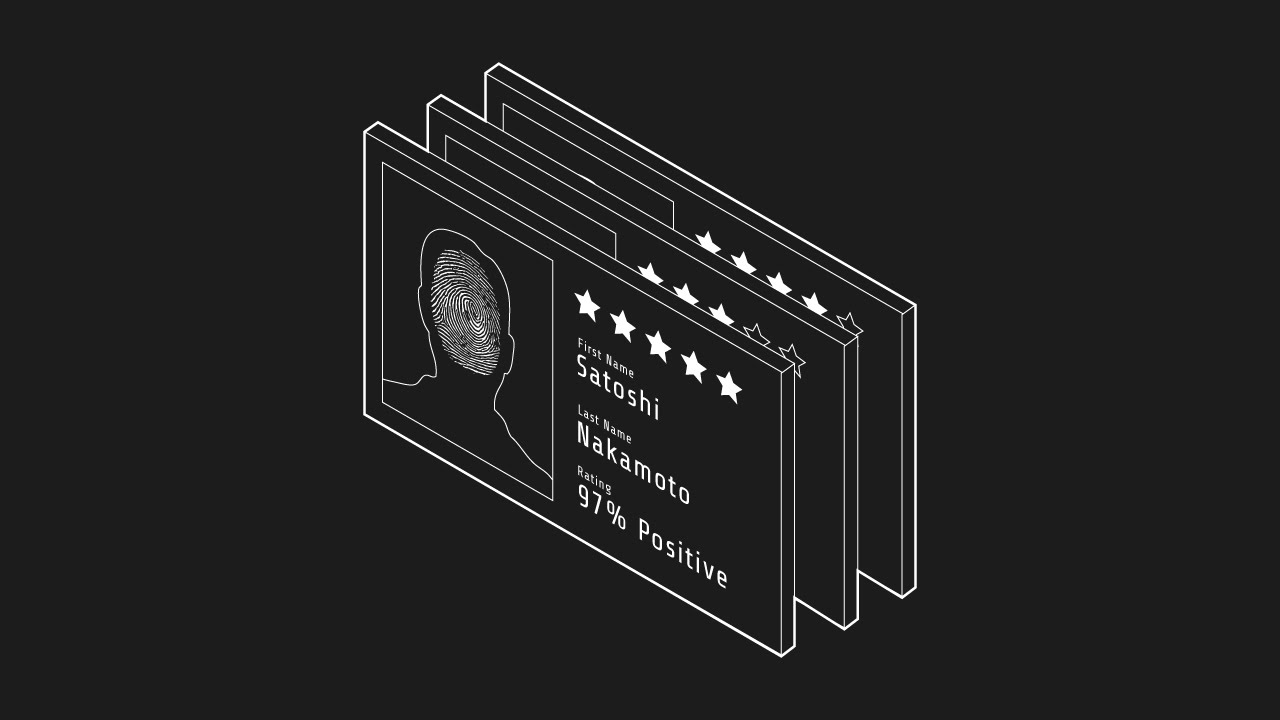 First Name
Satoshi
Last Name
Nakamoto
Rating
97% Positive